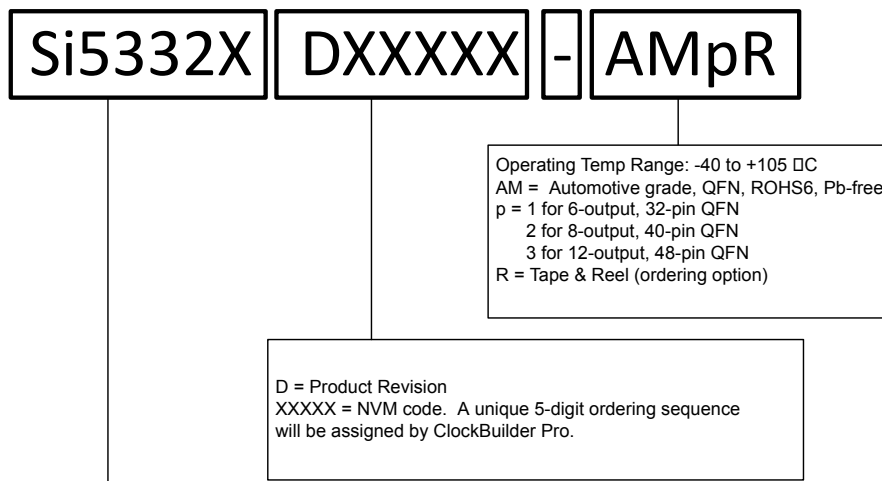 Si5332X DXXXXX - AMpR
Operating Temp Range: -40 to +105 □C
AM = Automotive grade, QFN, ROHS6, Pb-free
p = 1 for 6-output, 32-pin QFN
2 for 8-output, 40-pin QFN
3 for 12-output, 48-pin QFN
R = Tape & Reel (ordering option)
D = Product Revision
XXXXX = NVM code. A unique 5-digit ordering sequence
will be assigned by ClockBuilder Pro.